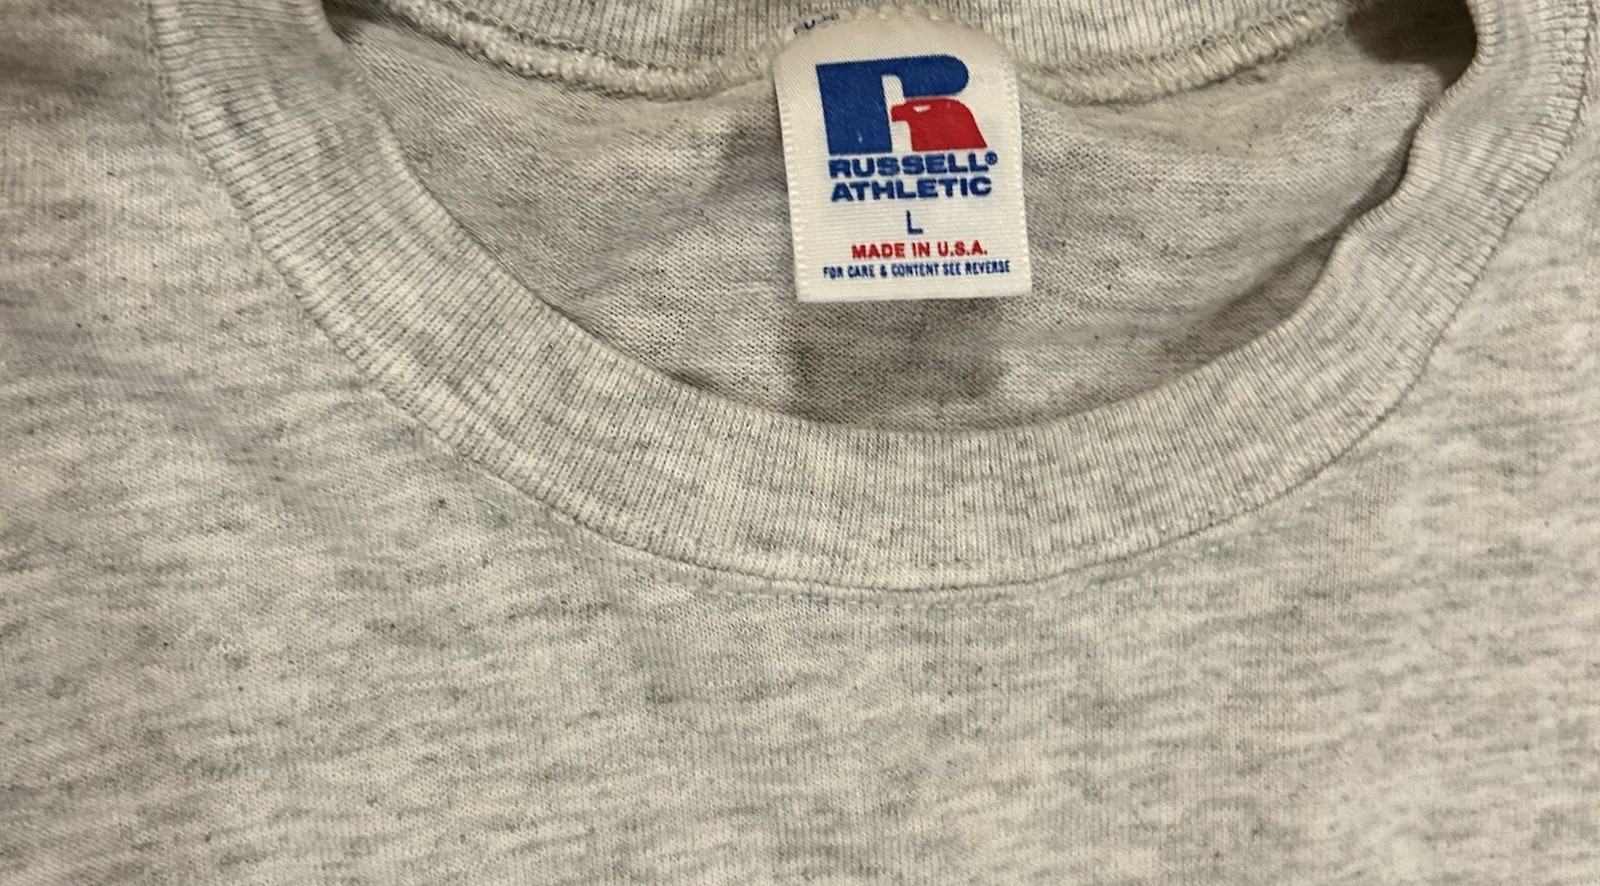 RUSSELL®
ATHLETIC
L
MADE IN U.S.A.
FOR CARE & CONTENT SEE REVERSE